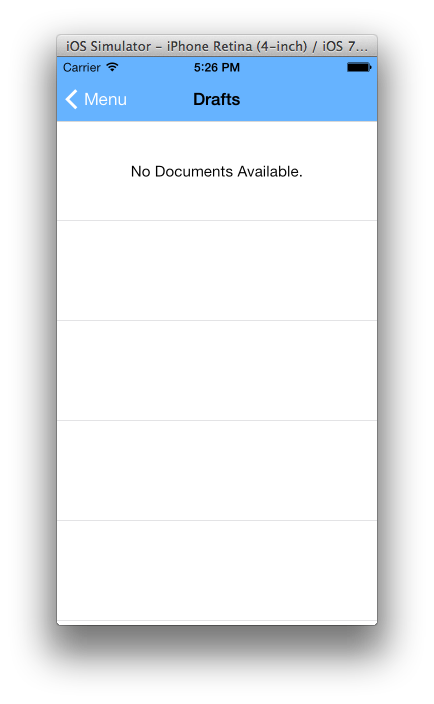 iOS Simulator – iPhone Retina (4-inch) / iOS 7...
Carrier 5:26 PM
Menu Drafts
No Documents Available.